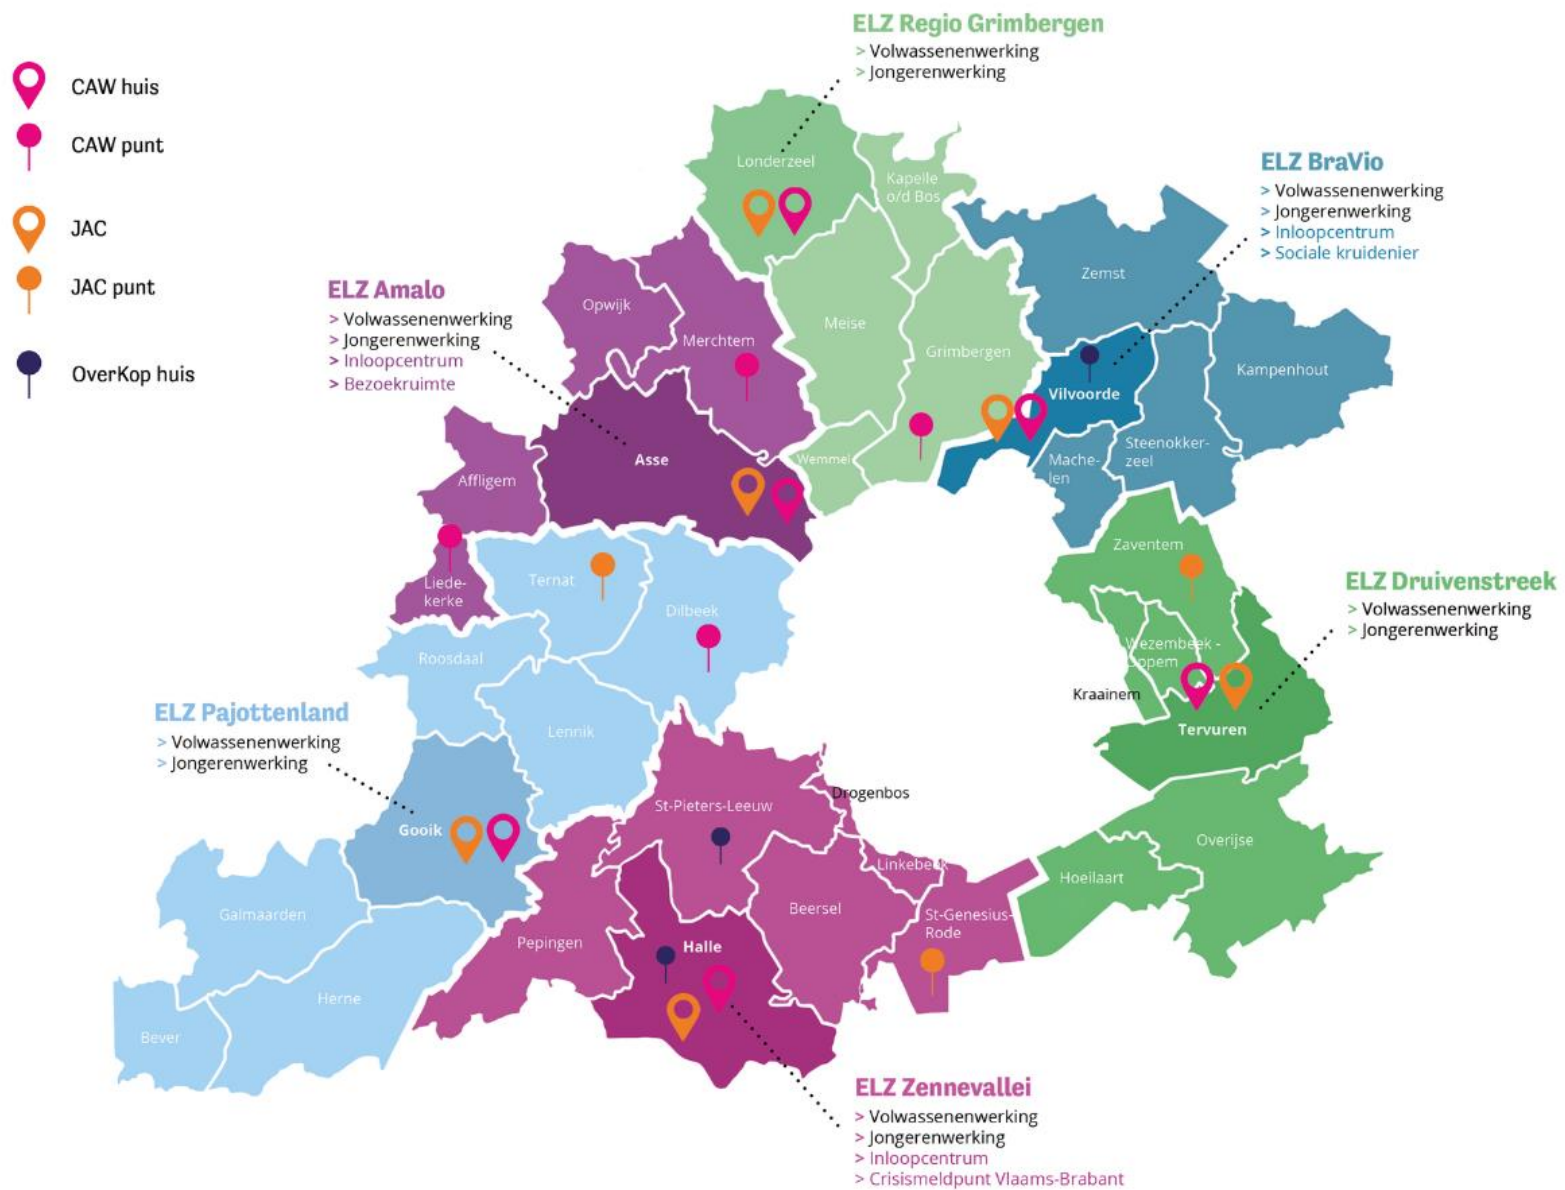 CAW huis
CAW punt
JAC
JAC punt
OverKop huis
ELZ Regio Grimbergen
> Volwassenenwerking
> Jongerenwerking
ELZ BraVio
> Volwassenenwerking
> Jongerenwerking
> Inloopcentrum
> Sociale kruidenier
ELZ Amalo
> Volwassenenwerking
> Jongerenwerking
> Inloopcentrum
> Bezoekruimte
Londerzeel
Kapelle
o/d Bos
Zemst
Opwijk
Merchtem
Meise
Grimbergen
Vilvoorde
Kampenhout
Asse
Wemmel
Mache-
len
Steenokker-
zeel
Affligem
Liede-
kerke
Ternat
Dilbeek
Roosdaal
Lennik
Zaventem
Wezembeek -
Oppem
Kraainem
Tervuren
ELZ Druivenstreek
> Volwassenenwerking
> Jongerenwerking
ELZ Pajottenland
> Volwassenenwerking
> Jongerenwerking
Gooik
St-Pieters-Leeuw
Drogenbos
Linkebeek
Overijse
Hoeilaart
Galmaarden
Pepingen
Halle
Beersel
St-Genesius-
Rode
Herne
Bever
ELZ Zennevallei
> Volwassenenwerking
> Jongerenwerking
> Inloopcentrum
> Crisismeldpunt Vlaams-Brabant